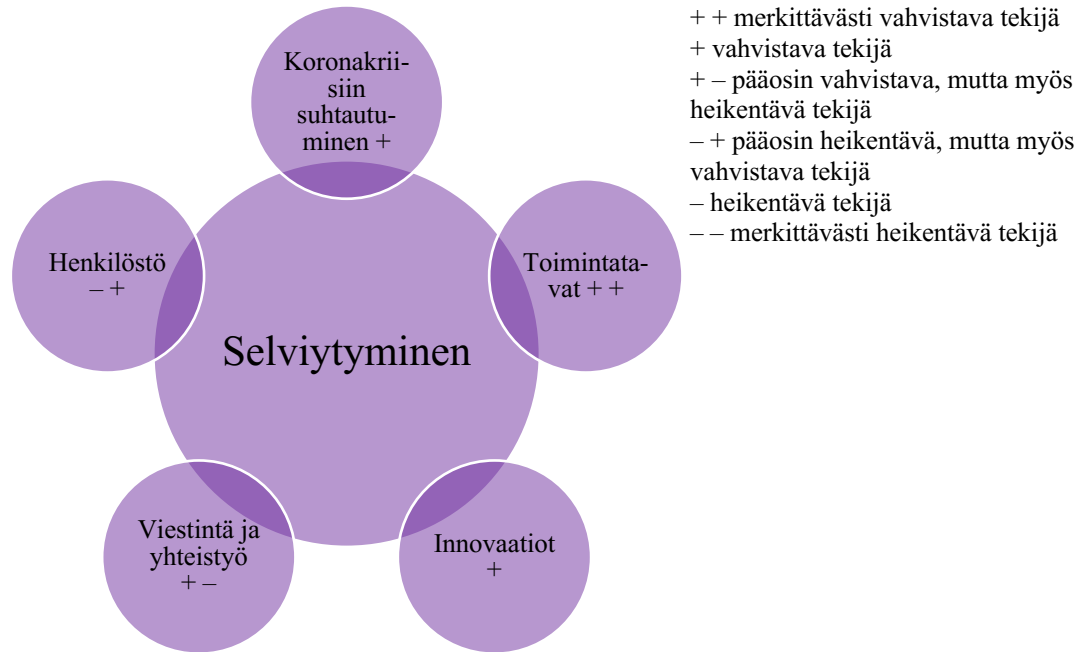 Koronakrii-
siin
suhtautu-
minen +
Toimintata-
vat + +
Innovaatiot
+
Viestintä ja
yhteistyö
+ –
Henkilöstö
– +
Selviytyminen
+ + merkittävästi vahvistava tekijä
+ vahvistava tekijä
+ – pääosin vahvistava, mutta myös
heikentävä tekijä
– + pääosin heikentävä, mutta myös
vahvistava tekijä
– heikentävä tekijä
– – merkittävästi heikentävä tekijä